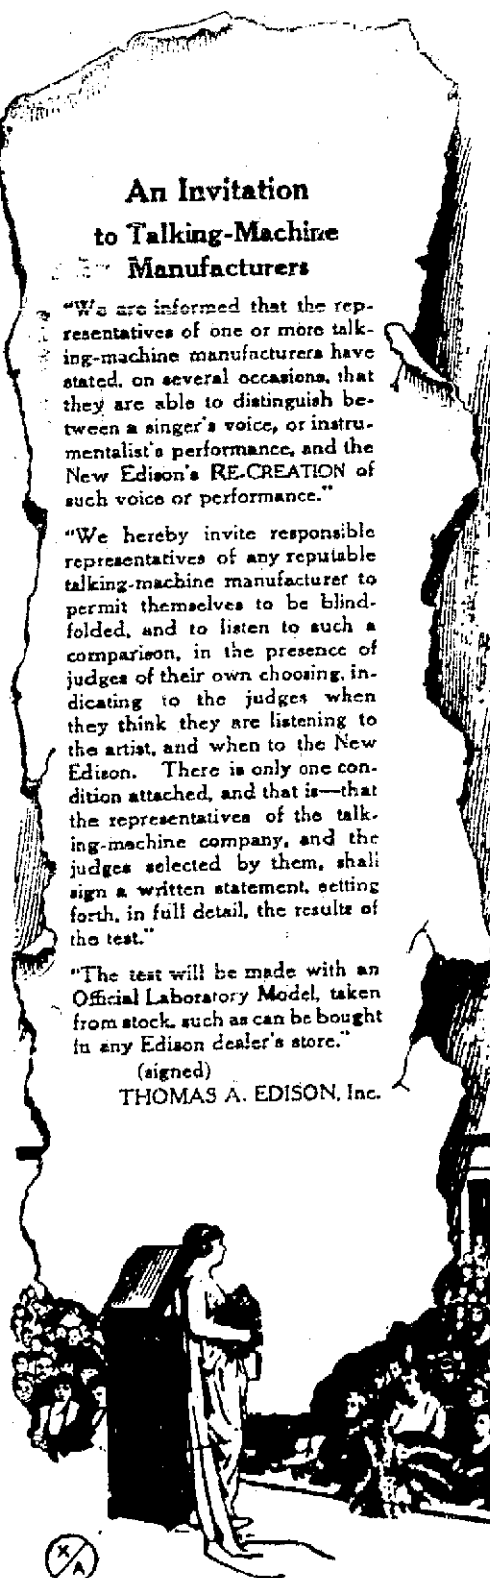 An Invitation
to Talking-Machine
Manufacturers
"We are informed that the rep-
resentatives of one or more talk-
ing-machine manufacturers have
stated, on several occasions, that
they are able to distinguish be-
tween a singer's voice, or instru-
mentalist's performance, and the
New Edison's RE-CREATION of
such voice or performance."
"We hereby invite responsible
representatives of any reputable
talking-machine manufacturer to
permit themselves to be blind-
folded, and to listen to such a
comparison, in the presence of
judges of their own choosing, in-
dicating to the judges when
they think they are listening to
the artist, and when to the New
Edison. There is only one con-
dition attached, and that is—that
the representatives of the talk-
ing-machine company, and the
judges selected by them, shall
sign a written statement, setting
forth, in full detail, the results of
the test."
"The test will be made with an
Official Laboratory Model, taken
from stock, such as can be bought
in any Edison dealer's store."
(signed)
THOMAS A. EDISON, Inc.
X/A